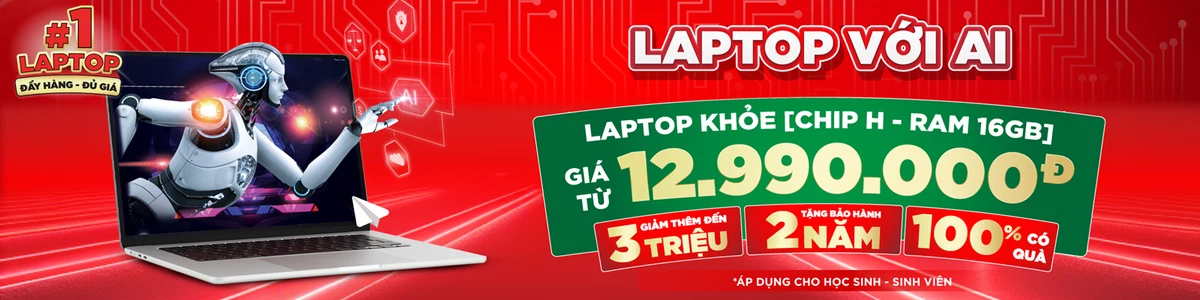 #1
LAPTOP
ĐẦY HÀNG - ĐỦ GIÁ
AI
LAPTOP VỚI AI
LAPTOP KHỎE [CHIP H - RAM 16GB]
GIÁ TỪ 12.990.000Đ
GIẢM THÊM ĐẾN
3 TRIỆU
TẶNG BẢO HÀNH
2 NĂM
100% CÓ QUÀ
*ÁP DỤNG CHO HỌC SINH - SINH VIÊN